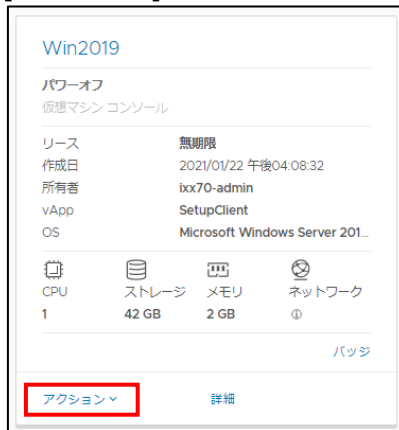 Win2019
パワーオフ
仮想マシン コンソール
リース 無期限
作成日 2021/01/22 午後04:08:32
所有者 ixx70-admin
vApp SetupClient
OS Microsoft Windows Server 201...
CPU ストレージ メモリ ネットワーク
1 42 GB 2 GB
バッジ
アクション 詳細